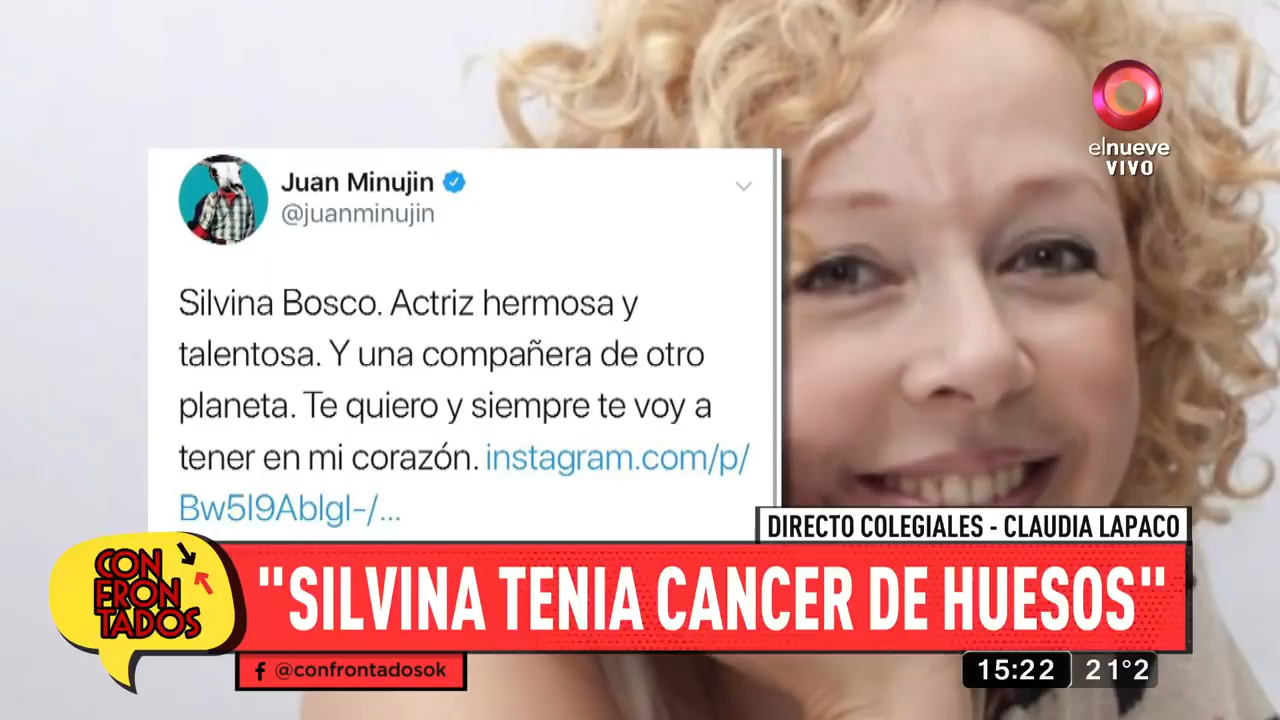 elnueve
VIVO
Juan Minujin
@juanminujin
Silvina Bosco. Actriz hermosa y
talentosa. Y una compañera de otro
planeta. Te quiero y siempre te voy a
tener en mi corazón. instagram.com/p/
Bw5I9Ablgl-/...
DIRECTO COLEGIALES - CLAUDIA LAPACO
CON
FRON
TADOS
"SILVINA TENIA CANCER DE HUESOS"
@confrontadosok
15:22 21°2